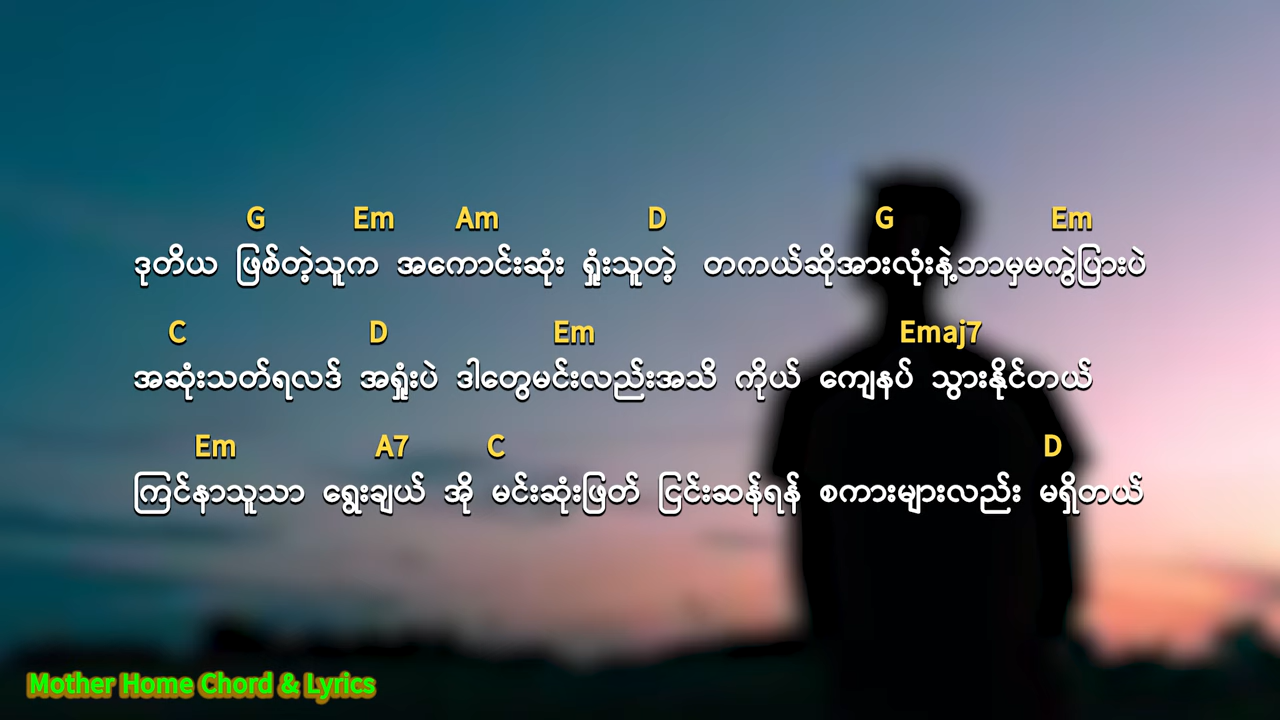 G Em Am D G Em
ဒုတိယ ဖြစ်တဲ့သူက အကောင်းဆုံး ရှုံးသူတဲ့ တကယ်ဆိုအားလုံးနဲ့ဘာမှမကွဲပြားပဲ
C D Em Emaj7
အဆုံးသတ်ရလဒ် အရှုံးပဲ ဒါတွေမင်းလည်းအသိ ကိုယ် ကျေနပ် သွားနိုင်တယ်
Em A7 C D
ကြင်နာသူသာ ရွေးချယ် အို မင်းဆုံးဖြတ် ငြင်းဆန်ရန် စကားများလည်း မရှိတယ်
Mother Home Chord & Lyrics